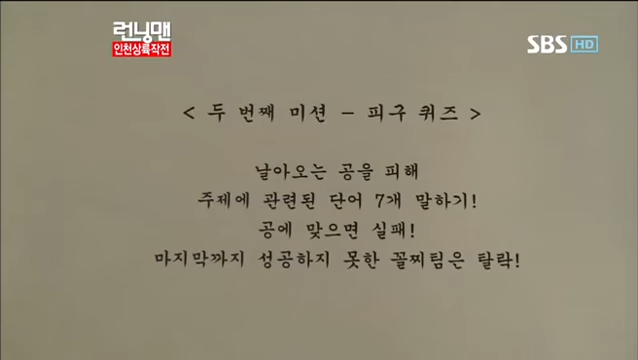 런닝맨
인천상륙작전
SBS HD
< 두 번째 미션 - 피구 퀴즈 >
날아오는 공을 피해
주제에 관련된 단어 7개 말하기!
공에 맞으면 실패!
마지막까지 성공하지 못한 꼴찌팀은 탈락!